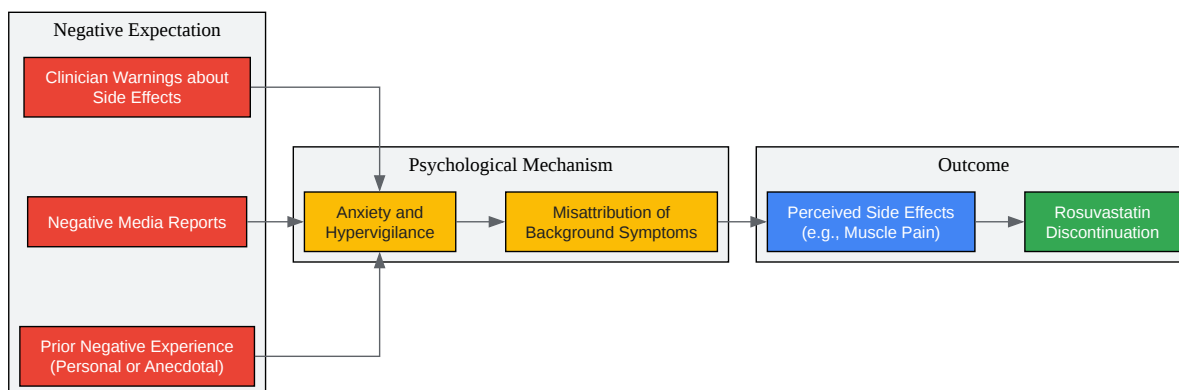 Negative Expectation
Clinician Warnings about
Side Effects
Negative Media Reports
Prior Negative Experience
(Personal or Anecdotal)
Psychological Mechanism
Anxiety and
Hypervigilance
Misattribution of
Background Symptoms
Outcome
Perceived Side Effects
(e.g., Muscle Pain)
Rosuvastatin
Discontinuation